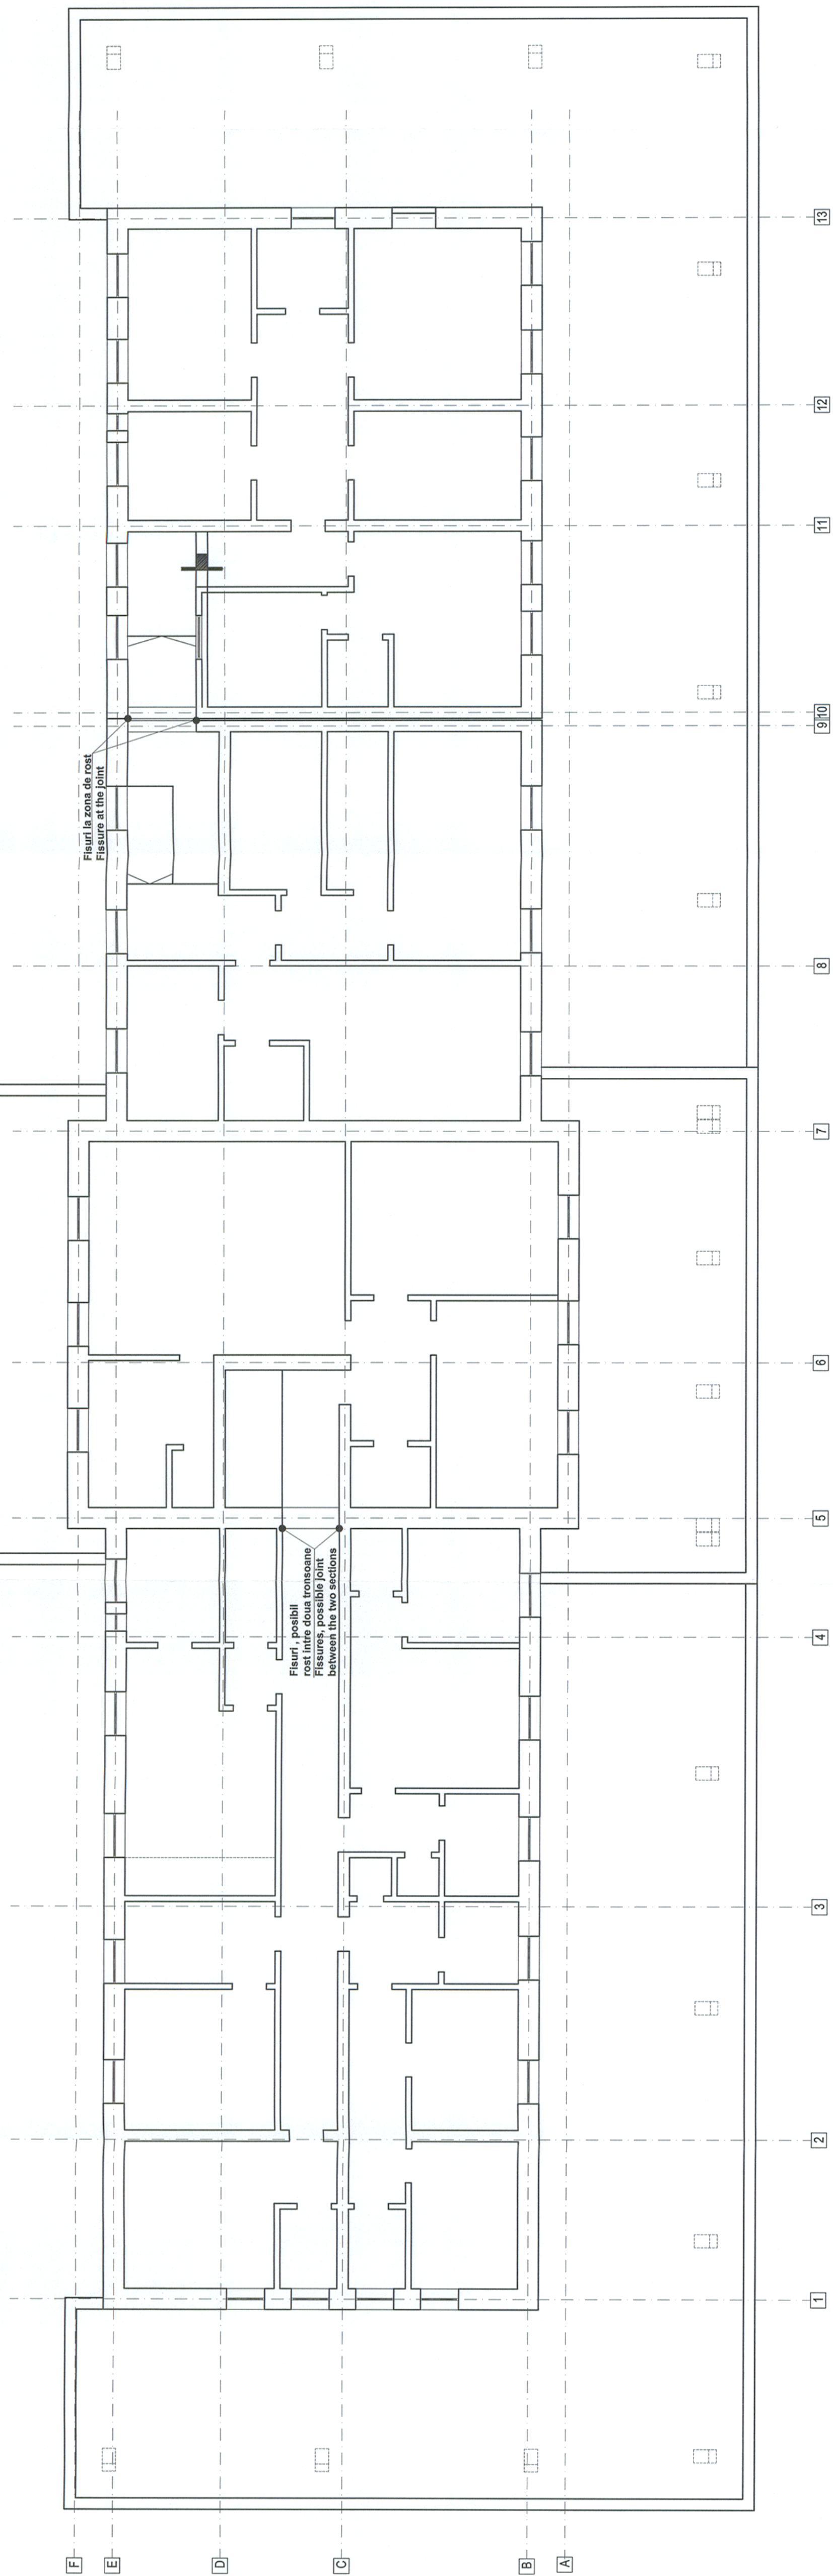 Fisuri la zona de rost
Fissure at the joint
Fisuri , posibil
rost intre doua tronsoane
Fissures, possible joint
between the two sections
13
12
11
10
9
8
7
6
5
4
3
2
1
F
E
D
C
B
A